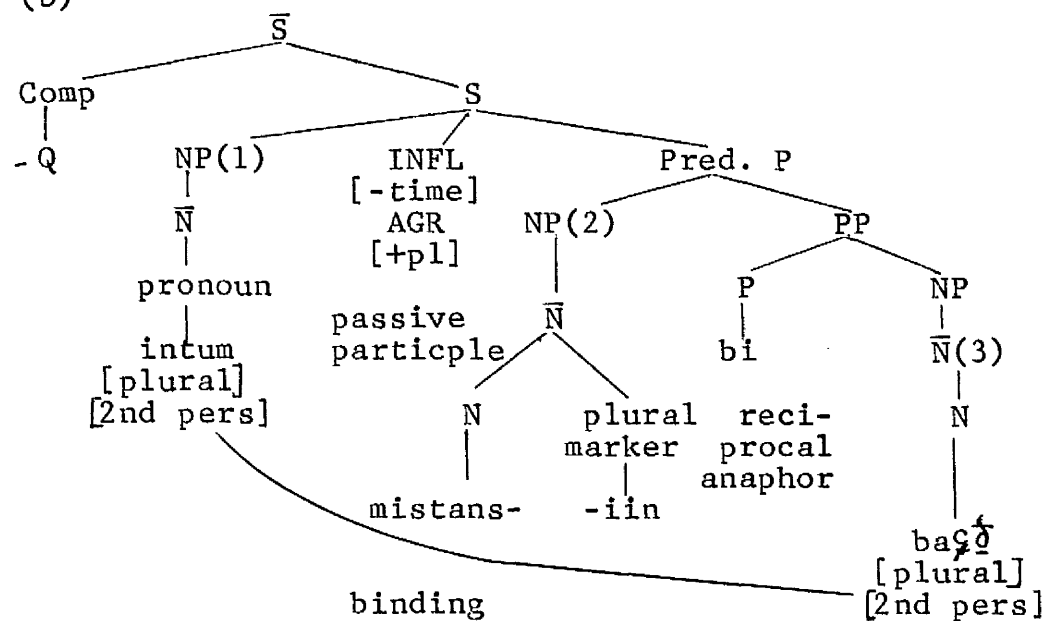 S̅
Comp S
-Q NP(1) INFL Pred. P
[-time]
N̅ AGR NP(2) PP
[+pl]
pronoun P NP
passive N̅
intum particple bi N̅(3)
[plural]
[2nd pers] N plural reci- N
marker procal
anaphor
mistans- -iin
[plural]
binding [2nd pers]